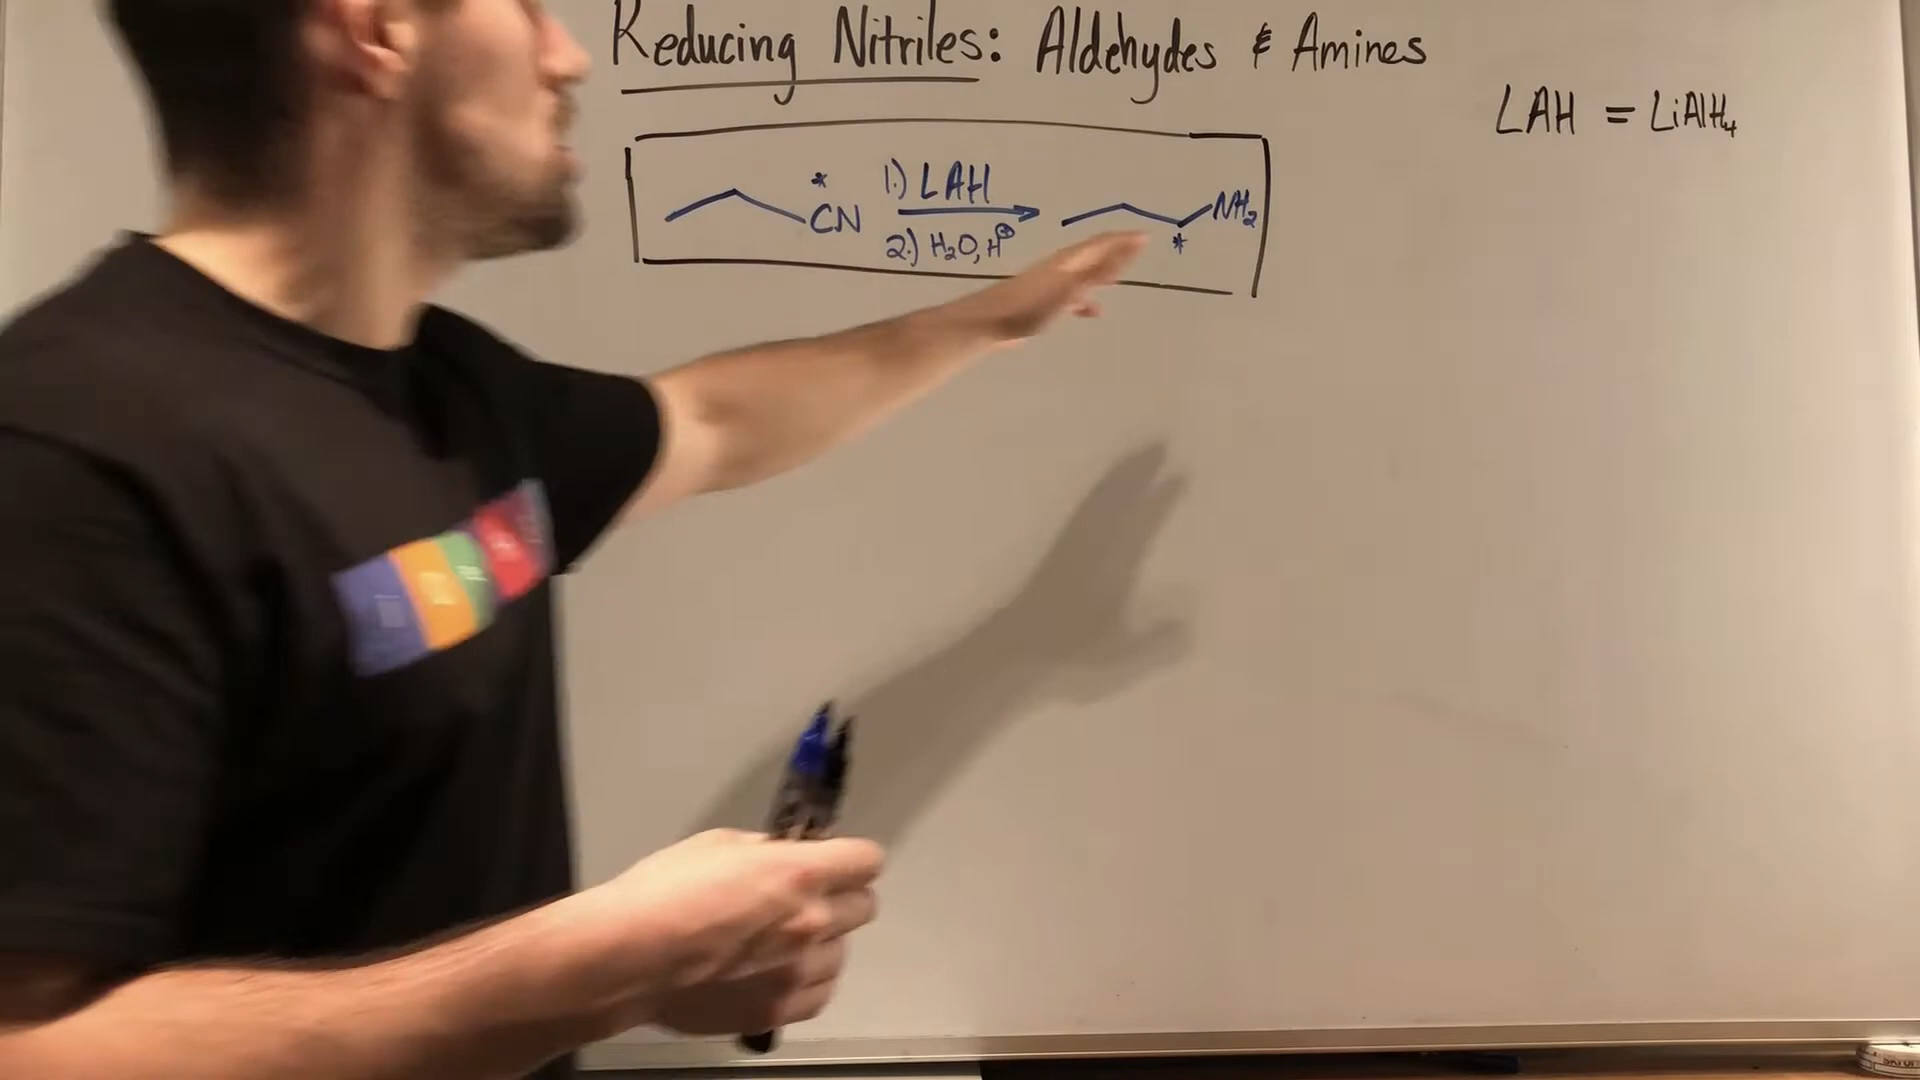 Reducing Nitriles: Aldehydes & Amines
LAH = LiAlH₄
*
CN
1.) LAH
2.) H₂O, H⊕
NH₂
*